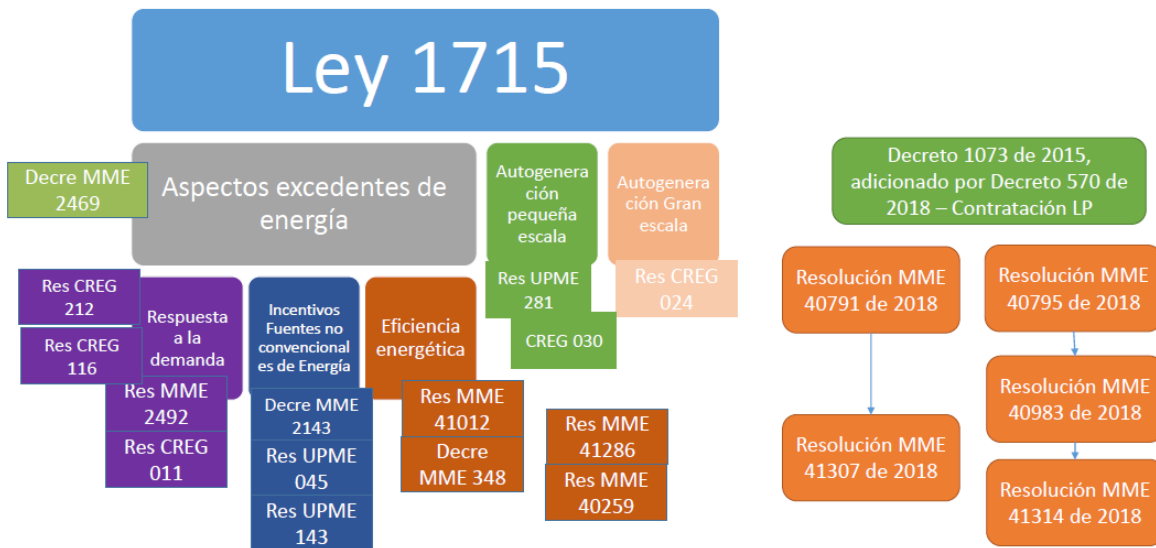 Ley 1715
Decre MME
2469
Aspectos excedentes de
energía
Autogenera
ción
pequeña
escala
Autogenera
ción Gran
escala
Res UPME
281
CREG 030
Res CREG
024
Res CREG
212
Res CREG
116
Respuesta
a la
demanda
Res MME
2492
Res CREG
011
Incentivos
Fuentes no
convencional
es de Energía
Decre MME
2143
Res UPME
045
Res UPME
143
Eficiencia
energética
Res MME
41012
Decre
MME 348
Res MME
41286
Res MME
40259
Decreto 1073 de 2015,
adicionado por Decreto 570 de
2018 – Contratación LP
Resolución MME
40791 de 2018
Resolución MME
41307 de 2018
Resolución MME
40795 de 2018
Resolución MME
40983 de 2018
Resolución MME
41314 de 2018